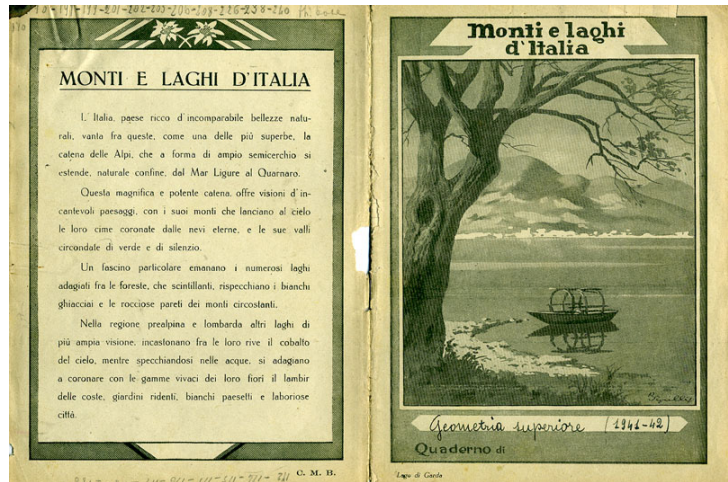 MONTI E LAGHI D'ITALIA
L'Italia, paese ricco d'incomparabile bellezze natu-
rali, vanta fra queste, come una delle più superbe, la
catena delle Alpi, che a forma di ampio semicerchio si
estende, naturale confine, dal Mar Ligure al Quarnaro.
Questa magnifica e potente catena, offre visioni d'in-
cantevoli paesaggi, con i suoi monti che lanciano al cielo
le loro cime coronate dalle nevi eterne, e le sue valli
circondate di verde e di silenzio.
Un fascino particolare emanano i numerosi laghi
adagiati fra le foreste, che scintillanti, rispecchiano i bianchi
ghiacciai e le rocciose pareti dei monti circostanti.
Nella regione prealpina e lombarda altri laghi di
più ampia visione, incastonano fra le loro rive il cobalto
del cielo, mentre specchiandosi nelle acque, si adagiano
a coronare con le gamme vivaci dei loro fiori il lambir
delle coste, giardini ridenti, bianchi paesetti e laboriose
città.
C. M. B.
Monti e laghi
d'Italia
Geometria superiore (1941-42)
Quaderno di
Lago di Garda